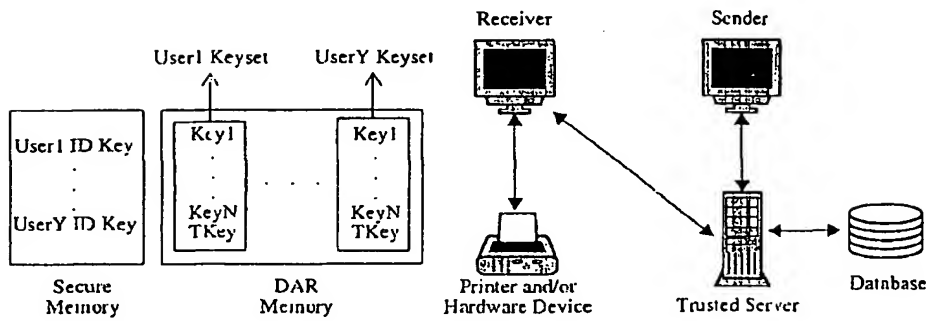 Receiver
Sender
User1 Keyset
UserY Keyset
User1 ID Key
.
.
.
UserY ID Key
Key1
.
.
.
KeyN
TKey
. . . .
Key1
.
.
.
KeyN
TKey
Secure
Memory
DAR
Memory
Printer and/or
Hardware Device
Trusted Server
Database